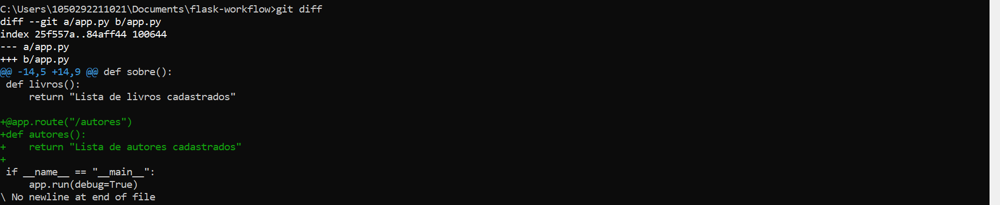 C:\Users\1050292211021\Documents\flask-workflow>git diff
diff --git a/app.py b/app.py
index 25f557a..84aff44 100644
--- a/app.py
+++ b/app.py
@@ -14,5 +14,9 @@ def sobre():
 def livros():
     return "Lista de livros cadastrados"

+@app.route("/autores")
+def autores():
+    return "Lista de autores cadastrados"
+
 if __name__ == "__main__":
     app.run(debug=True)
\ No newline at end of file